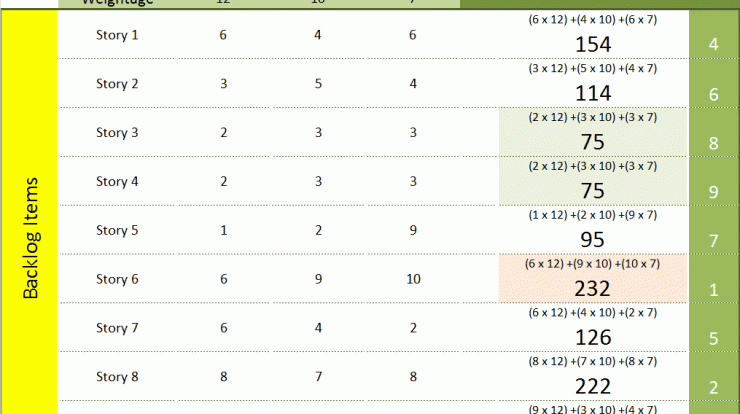 Weightage 12 10 7
(6 x 12) +(4 x 10) +(6 x 7)
Story 1 6 4 6 154 4
(3 x 12) +(5 x 10) +(4 x 7)
Story 2 3 5 4 114 6
(2 x 12) +(3 x 10) +(3 x 7)
Story 3 2 3 3 75 8
(2 x 12) +(3 x 10) +(3 x 7)
Story 4 2 3 3 75 9
(1 x 12) +(2 x 10) +(9 x 7)
Story 5 1 2 9 95 7
Backlog Items
(6 x 12) +(9 x 10) +(10 x 7)
Story 6 6 9 10 232 1
(6 x 12) +(4 x 10) +(2 x 7)
Story 7 6 4 2 126 5
(8 x 12) +(7 x 10) +(8 x 7)
Story 8 8 7 8 222 2
(9 x 12) +(3 x 10) +(4 x 7)